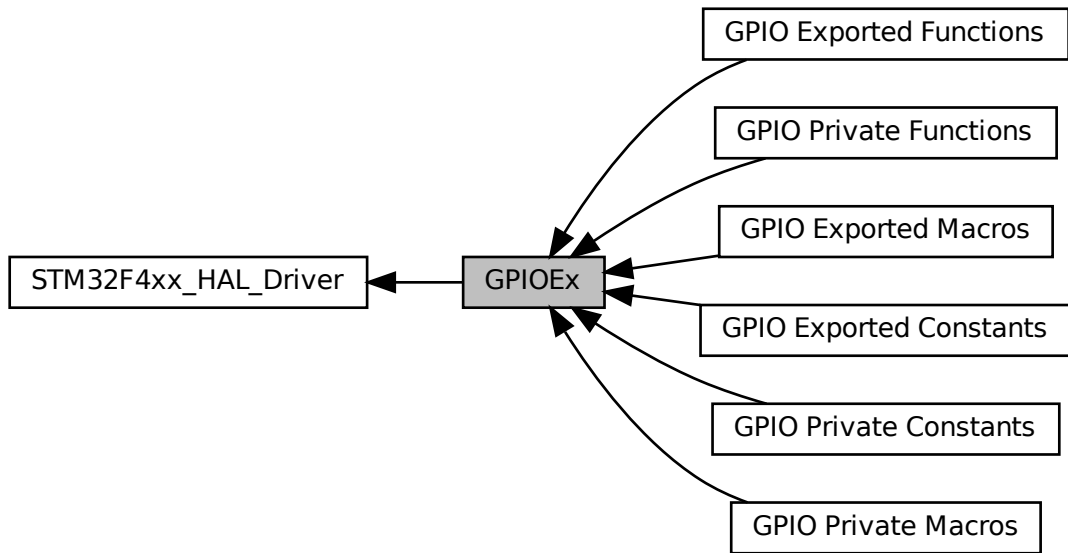 GPIO Exported Functions
GPIO Private Functions
GPIO Exported Macros
STM32F4xx_HAL_Driver
GPIOEx
GPIO Exported Constants
GPIO Private Constants
GPIO Private Macros